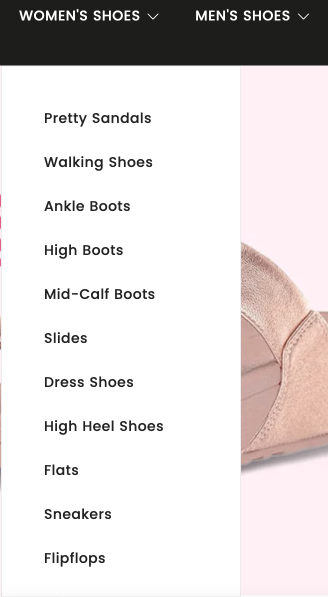 WOMEN'S SHOES MEN'S SHOES
Pretty Sandals
Walking Shoes
Ankle Boots
High Boots
Mid-Calf Boots
Slides
Dress Shoes
High Heel Shoes
Flats
Sneakers
Flipflops